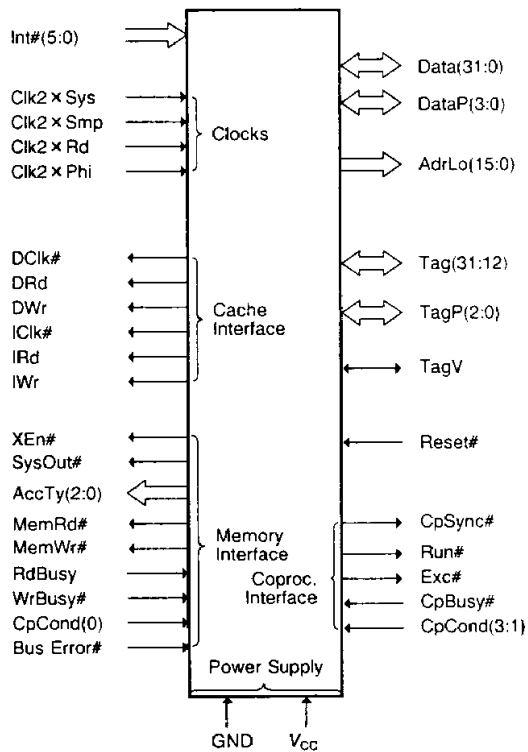 Int#(5:0)
Clk2×Sys
Clk2×Smp
Clk2×Rd
Clk2×Phi
Clocks
DClk#
DRd
DWr
IClk#
IRd
IWr
Cache
Interface
XEn#
SysOut#
AccTy(2:0)
MemRd#
MemWr#
RdBusy
WrBusy#
CpCond(0)
Bus Error#
Memory
Interface
Data(31:0)
DataP(3:0)
AdrLo(15:0)
Tag(31:12)
TagP(2:0)
TagV
Reset#
Coproc.
Interface
CpSync#
Run#
Exc#
CpBusy#
CpCond(3:1)
Power Supply
GND
VCC